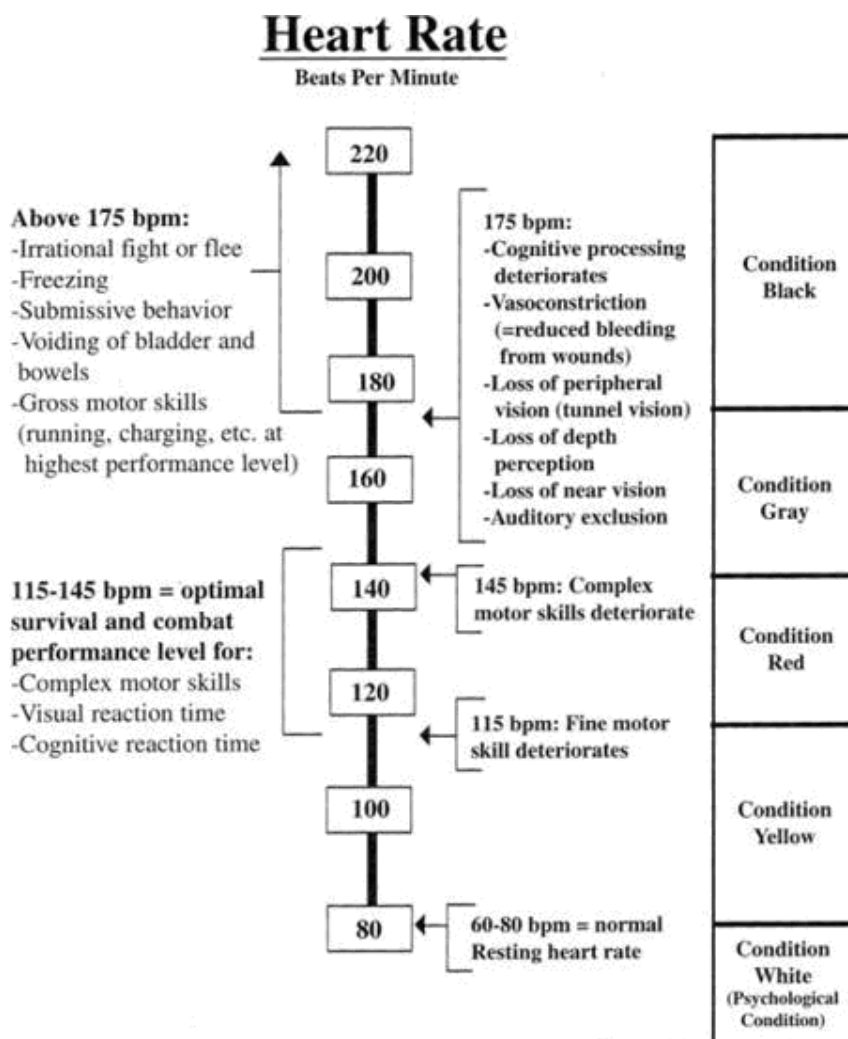 Heart Rate
Beats Per Minute
220
200
180
160
140
120
100
80
Above 175 bpm:
-Irrational fight or flee
-Freezing
-Submissive behavior
-Voiding of bladder and
bowels
-Gross motor skills
(running, charging, etc. at
highest performance level)
115-145 bpm = optimal
survival and combat
performance level for:
-Complex motor skills
-Visual reaction time
-Cognitive reaction time
175 bpm:
-Cognitive processing
deteriorates
-Vasoconstriction
(=reduced bleeding
from wounds)
-Loss of peripheral
vision (tunnel vision)
-Loss of depth
perception
-Loss of near vision
-Auditory exclusion
145 bpm: Complex
motor skills deteriorate
115 bpm: Fine motor
skill deteriorates
60-80 bpm = normal
Resting heart rate
Condition
Black
Condition
Gray
Condition
Red
Condition
Yellow
Condition
White
(Psychological
Condition)